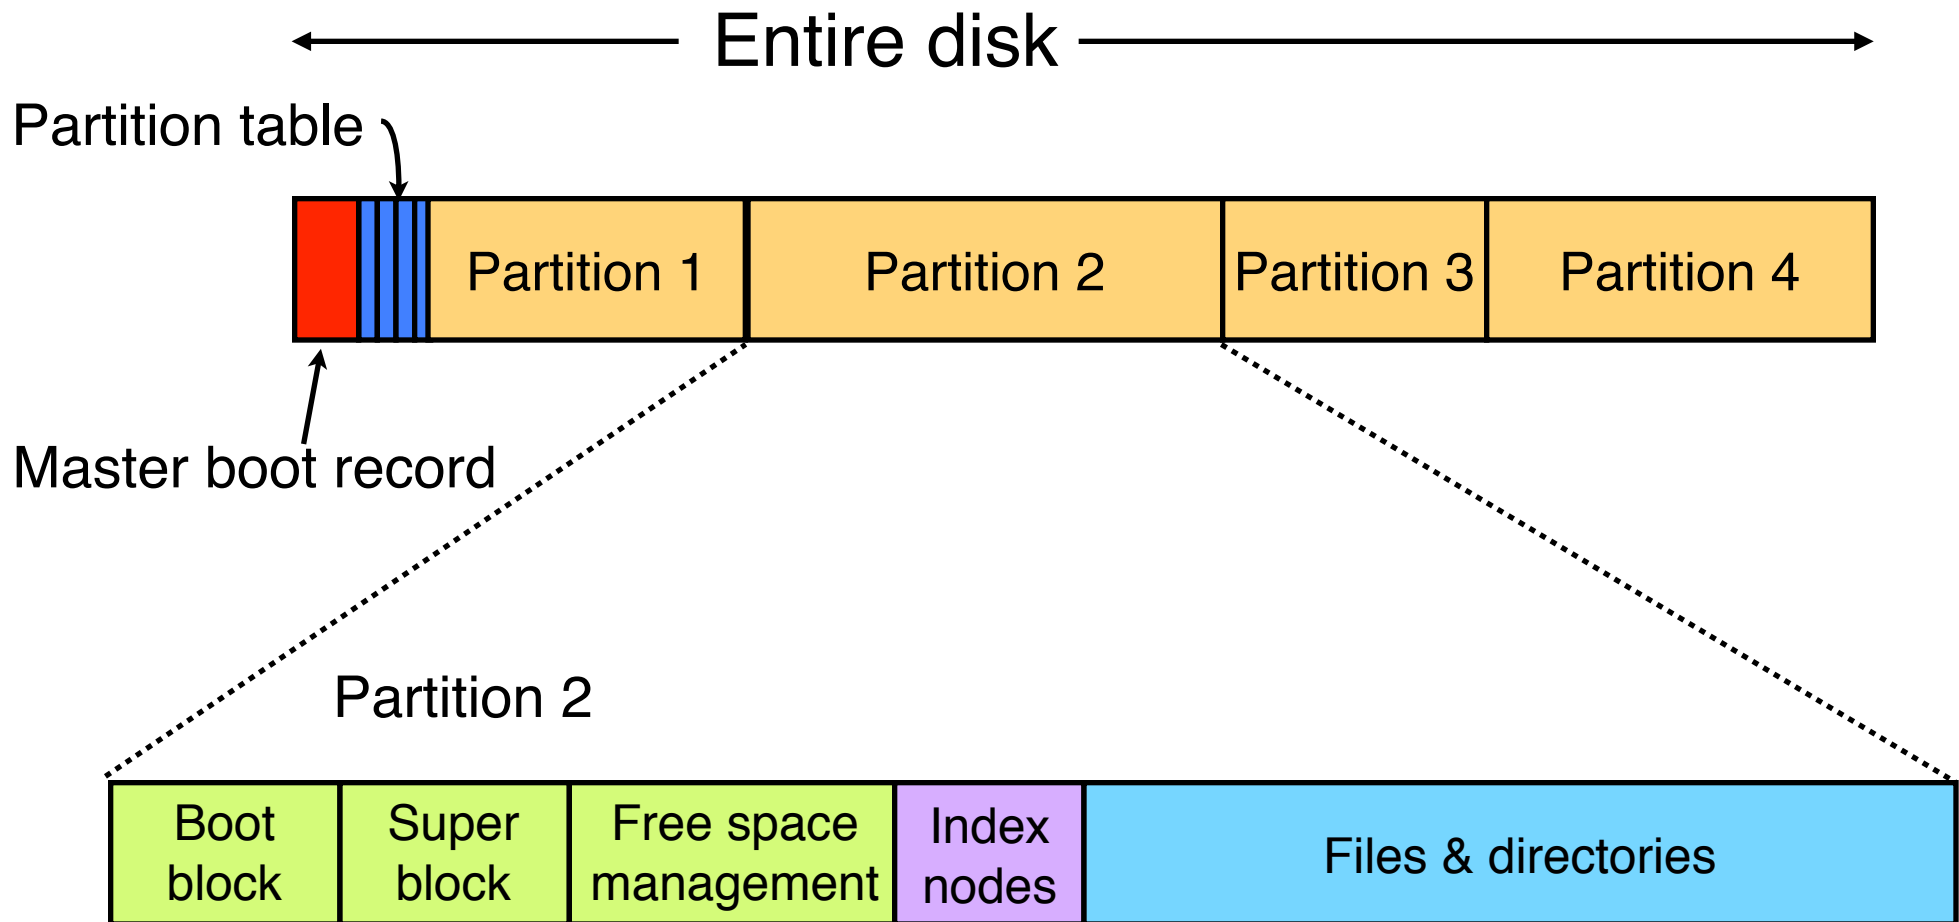 Entire disk
Partition table
Partition 1
Partition 2
Partition 3
Partition 4
Master boot record
Partition 2
Boot
block
Super
block
Free space
management
Index
nodes
Files & directories